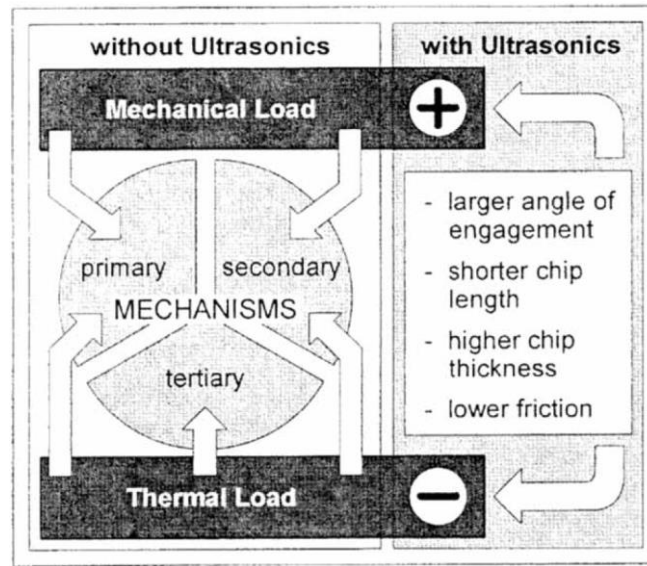 without Ultrasonics
with Ultrasonics
Mechanical Load
+
primary
secondary
MECHANISMS
tertiary
- larger angle of
engagement
- shorter chip
length
- higher chip
thickness
- lower friction
Thermal Load
−